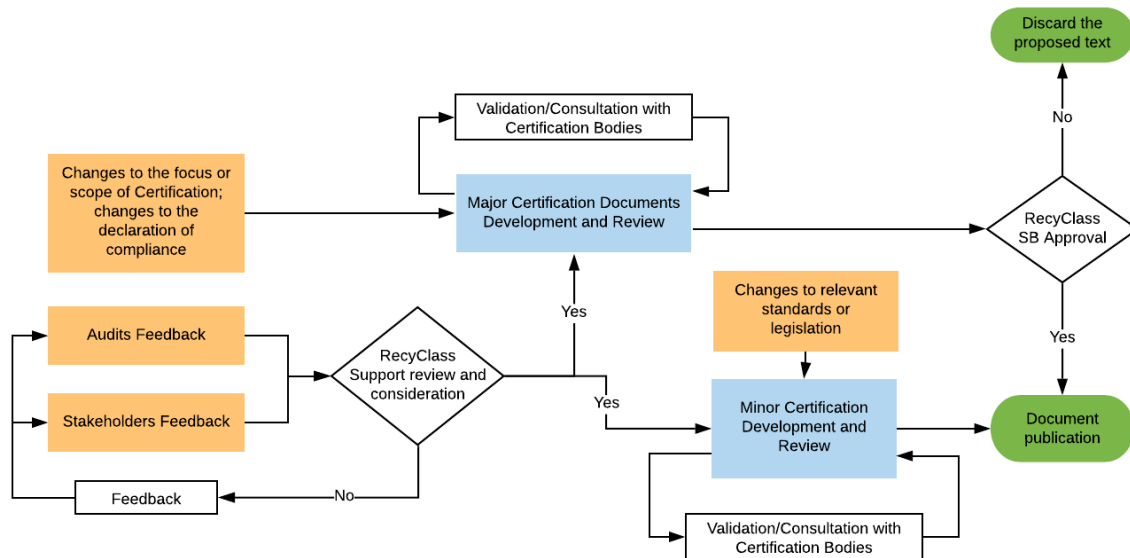 Discard the
proposed text
No
Validation/Consultation with
Certification Bodies
Changes to the focus or
scope of Certification;
changes to the
declaration of
compliance
Major Certification Documents
Development and Review
RecyClass
SB Approval
Yes
Changes to relevant
standards or
legislation
Yes
Audits Feedback
RecyClass
Support review and
consideration
Stakeholders Feedback
Yes
Minor Certification
Development and
Review
Document
publication
No
Feedback
Validation/Consultation with
Certification Bodies